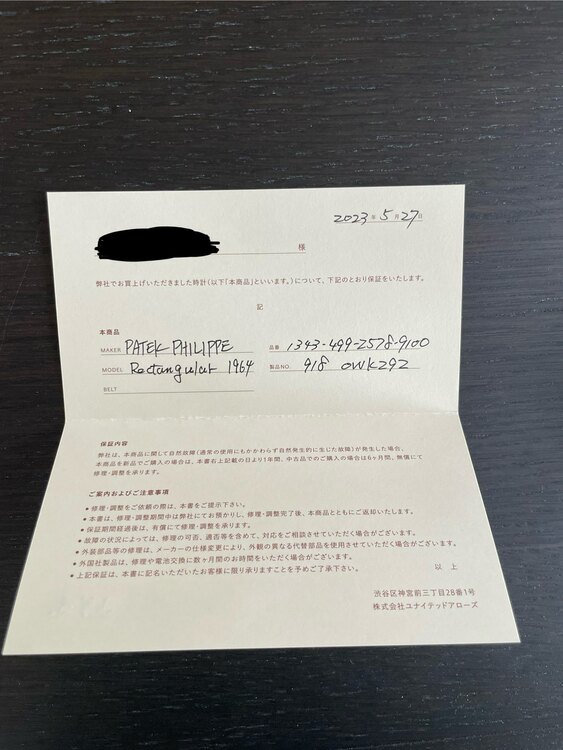 2023年5月27日
様
弊社でお買上げいただきました時計(以下「本商品」といいます。)について、下記のとおり保証をいたします。
記
本商品
MAKER PATEK PHILIPPE 品番 1343-499-2578-9100
MODEL Rectangular 1964 製品NO. 918 OWK292
BELT
保証内容
弊社は、本商品に関して自然故障(通常の使用にもかかわらず自然発生的に生じた故障)が発生した場合、
本商品を新品でご購入の場合は、本書右上記載の日より1年間、中古品でのご購入の場合は6ヶ月間、無償にて
修理・調整を承ります。
ご案内およびご注意事項
●修理・調整をご依頼の際は、本書をご提示下さい。
●本書は、修理・調整期間中は弊社にてお預かりし、修理・調整完了後、本商品とともにご返却いたします。
●保証期間経過後は、有償にて修理・調整を承ります。
●故障の状況によっては、修理の可否、適否等を含めて、対応をご相談させていただく場合がございます。
●外装部品等の修理は、メーカーの仕様変更により、外観の異なる代替部品を使用させていただく場合がございます。
●外国社製品は、修理や電池交換に数ヶ月間のお時間をいただく場合がございます。
●上記保証は、本書に記名いただいたお客様に限り承りますことを予めご了承下さい。
以上
渋谷区神宮前三丁目28番1号
株式会社ユナイテッドアローズ